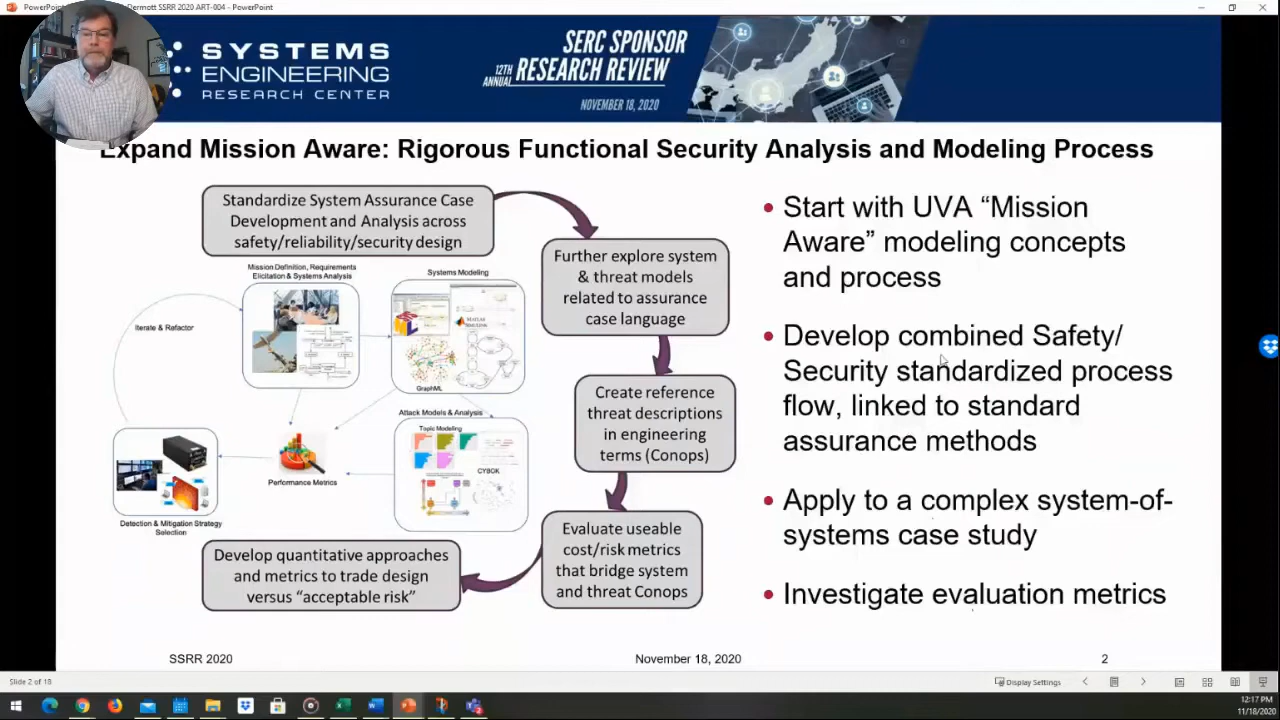 Dermott SSRR 2020 ART-004 - PowerPoint
SYSTEMS
ENGINEERING
RESEARCH CENTER
SERC SPONSOR
12TH
ANNUAL
RESEARCH REVIEW
NOVEMBER 18, 2020
Expand Mission Aware: Rigorous Functional Security Analysis and Modeling Process
Standardize System Assurance Case
Development and Analysis across
safety/reliability/security design
Further explore system
& threat models
related to assurance
case language
Create reference
threat descriptions
in engineering
terms (Conops)
Evaluate useable
cost/risk metrics
that bridge system
and threat Conops
Develop quantitative approaches
and metrics to trade design
versus “acceptable risk”
Mission Definition, Requirements
Elicitation & Systems Analysis
Systems Modeling
Iterate & Refactor
GraphML
Attack Models & Analysis
Topic Modeling
CYBOK
Performance Metrics
Detection & Mitigation Strategy
Selection
• Start with UVA “Mission
Aware” modeling concepts
and process
• Develop combined Safety/
Security standardized process
flow, linked to standard
assurance methods
• Apply to a complex system-of-
systems case study
• Investigate evaluation metrics
SSRR 2020
November 18, 2020
2
Slide 2 of 18
Display Settings
12:17 PM
11/18/2020